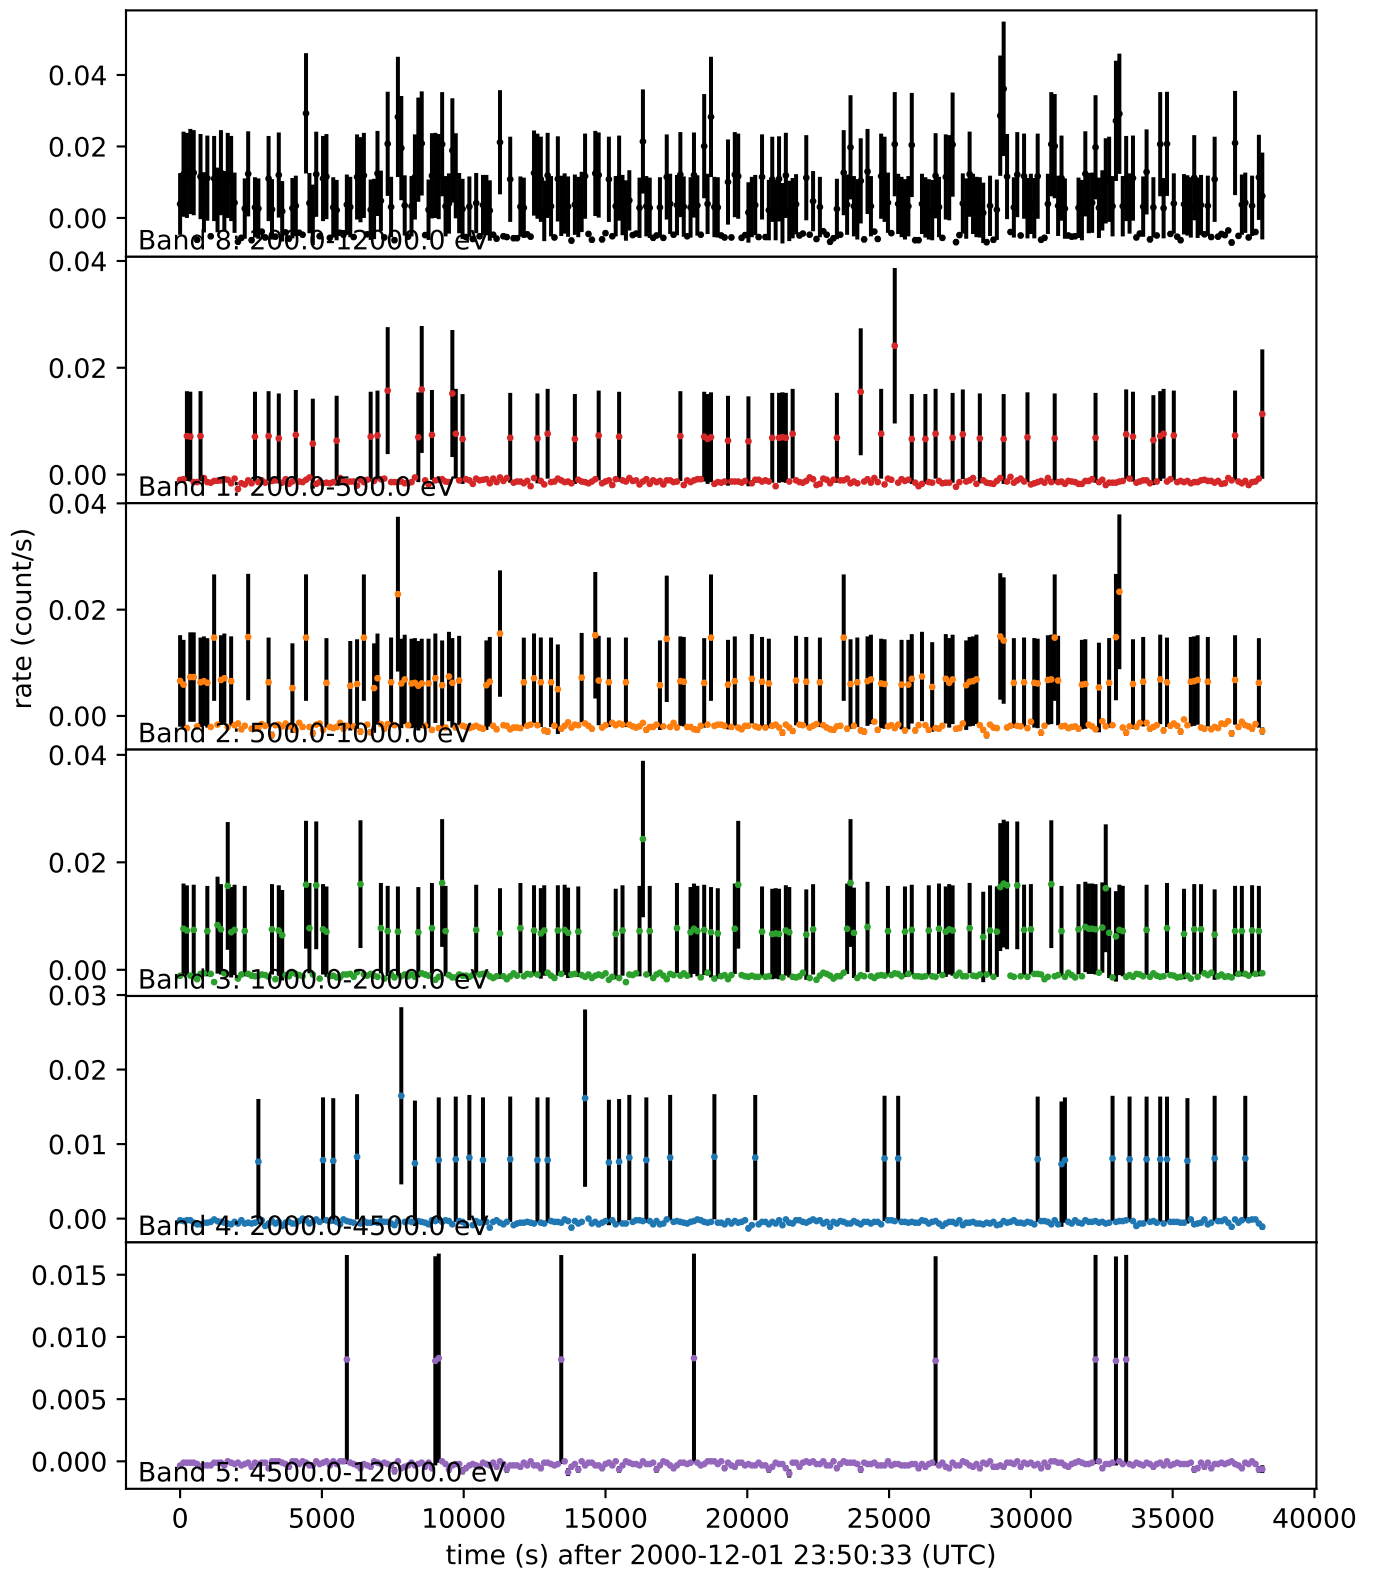 0.04
0.02
0.00
Band 8: 200.0-12000.0 eV
0.04
0.02
0.00
Band 1: 200.0-500.0 eV
0.04
0.02
0.00
Band 2: 500.0-1000.0 eV
0.04
0.02
0.00
Band 3: 1000.0-2000.0 eV
0.03
0.02
0.01
0.00
Band 4: 2000.0-4500.0 eV
0.015
0.010
0.005
0.000
Band 5: 4500.0-12000.0 eV
rate (count/s)
0 5000 10000 15000 20000 25000 30000 35000 40000
time (s) after 2000-12-01 23:50:33 (UTC)